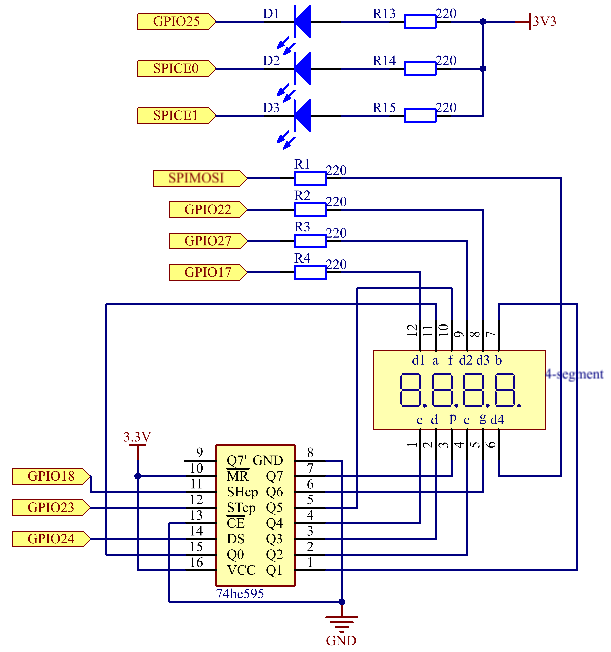 GPIO25 D1 R13 220 3V3
SPICE0 D2 R14 220
SPICE1 D3 R15 220
SPIMOSI R1 220
GPIO22 R2 220
GPIO27 R3 220
GPIO17 R4 220
12 11 10 9 8 7
d1 a f d2 d3 b
4-segment
8.8.8.8.
e d p c g d4
1 2 3 4 5 6
3.3V
9 Q7' GND 8
GPIO18 10 MR Q7 7
11 SHcp Q6 6
GPIO23 12 STcp Q5 5
13 CE Q4 4
GPIO24 14 DS Q3 3
15 Q0 Q2 2
16 VCC Q1 1
74hc595
GND